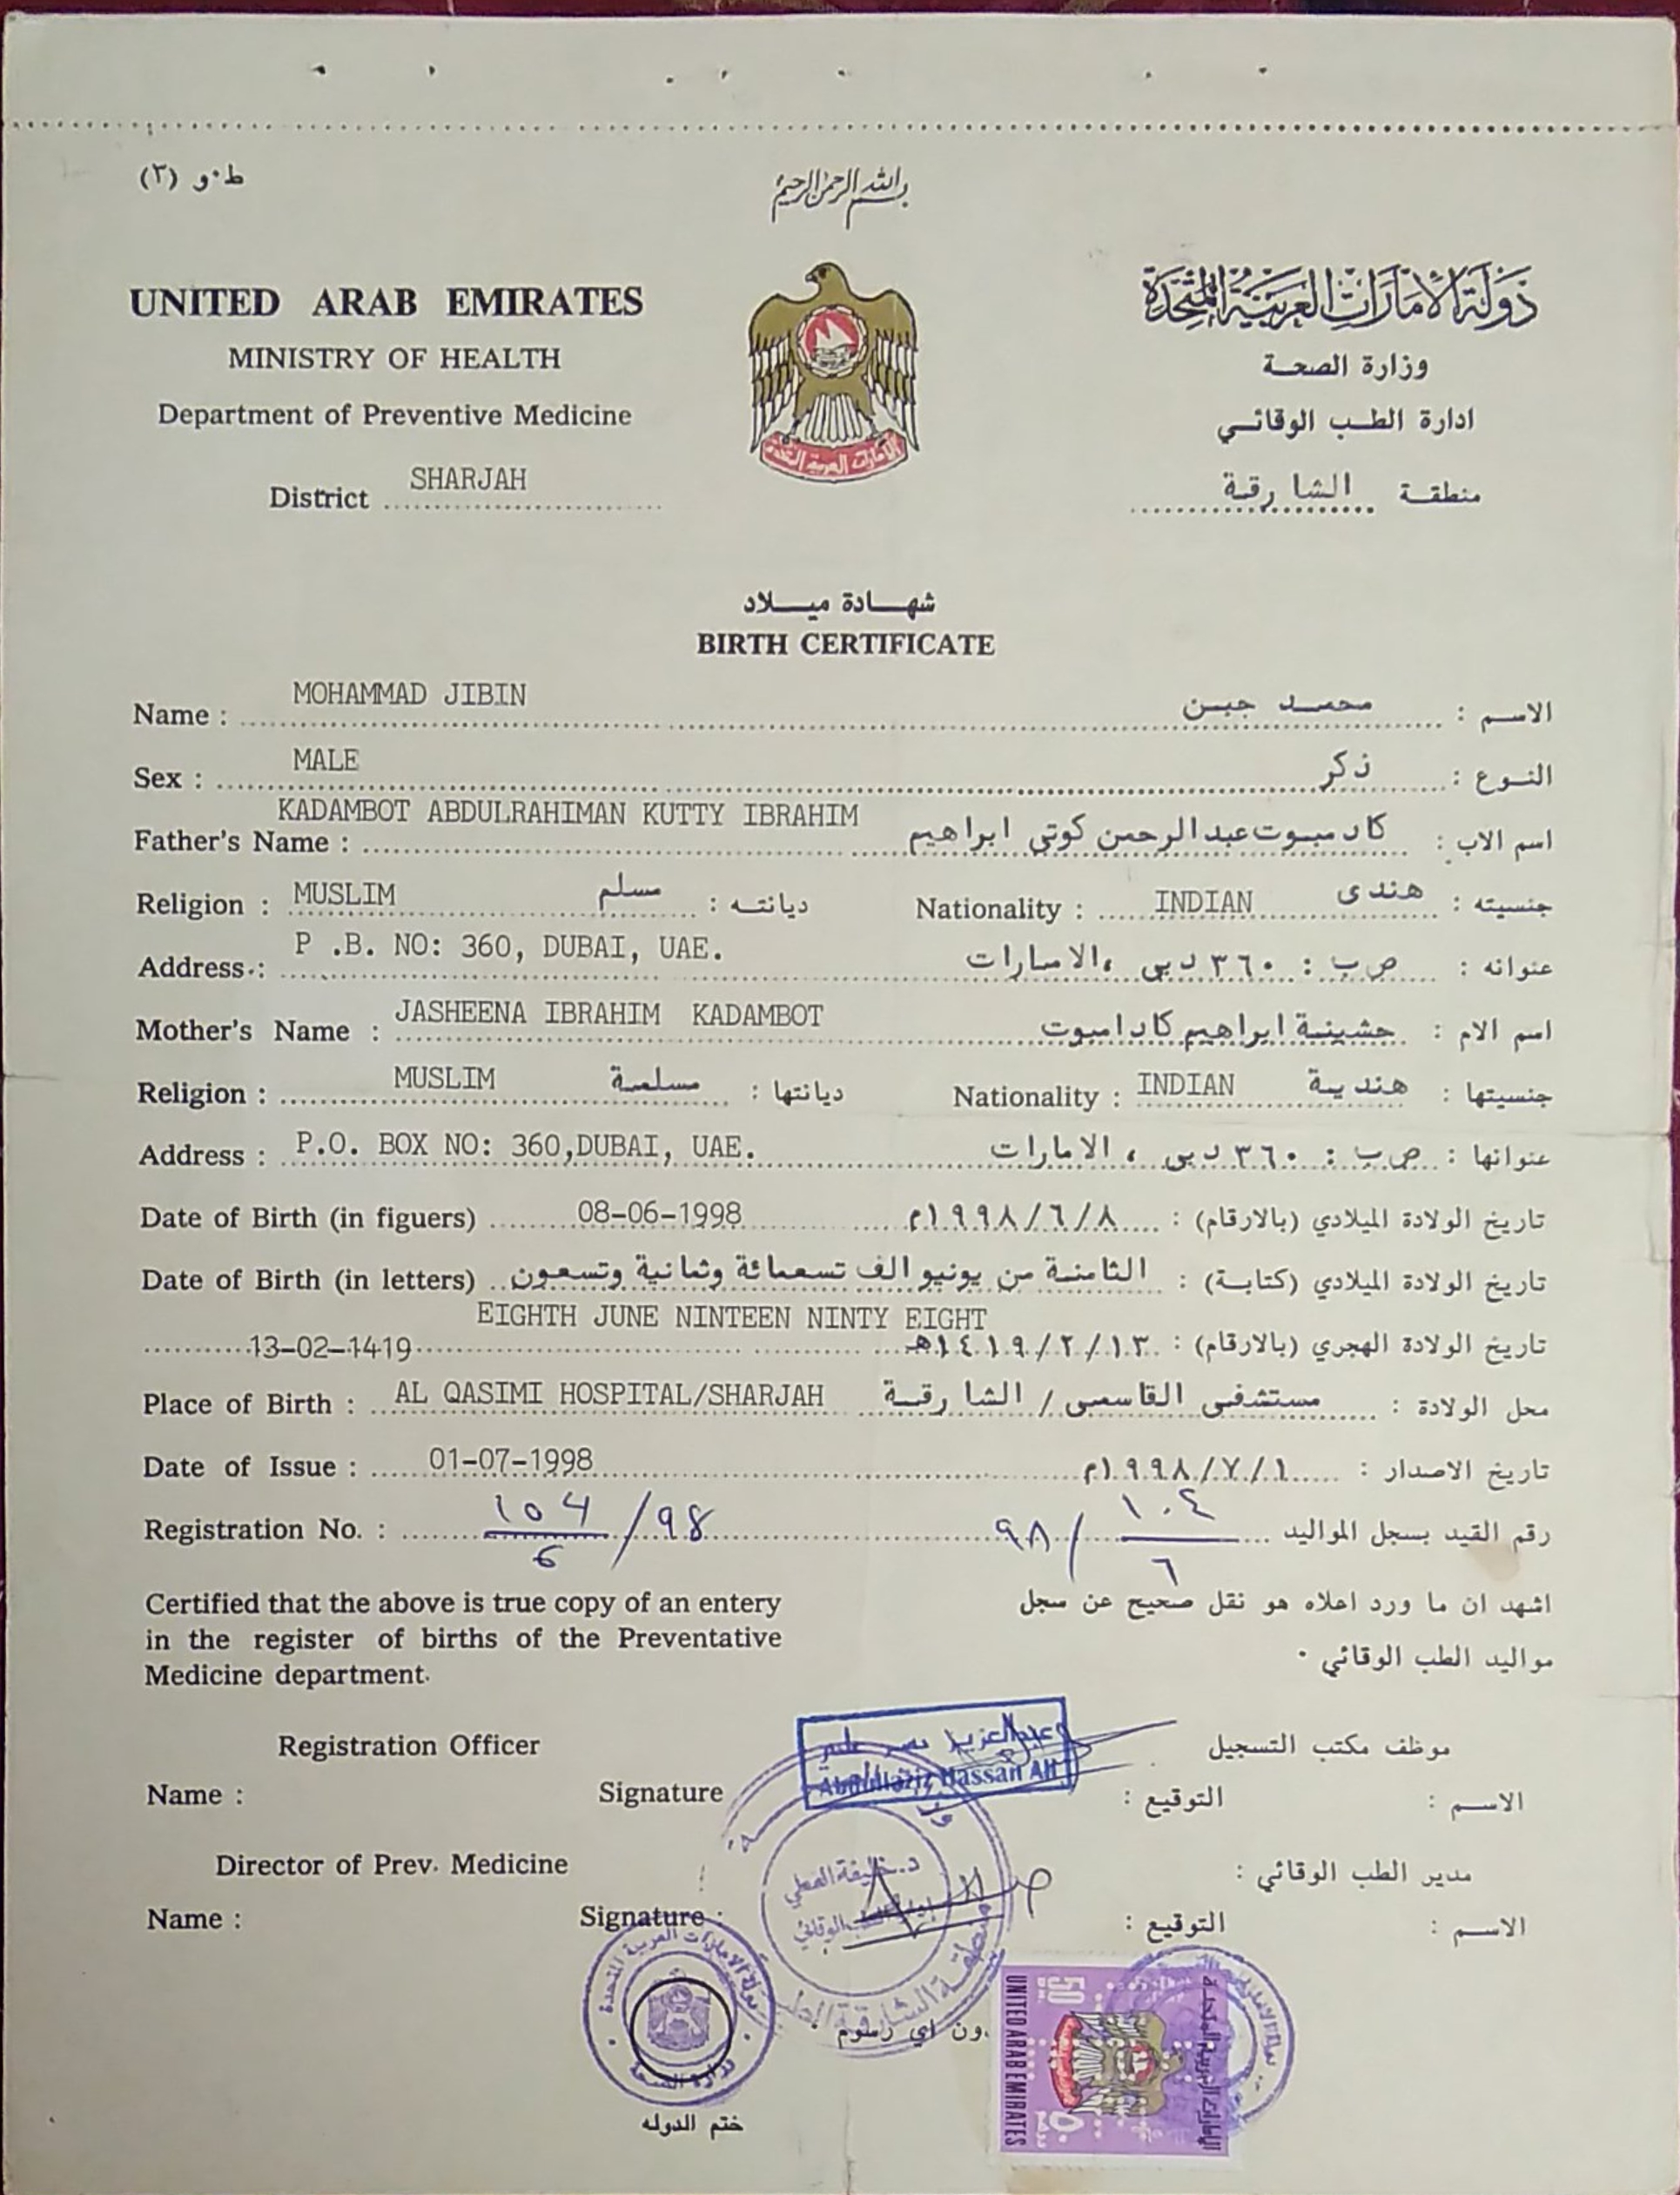 ط.و (٣)
بسم الله الرحمن الرحيم
UNITED ARAB EMIRATES
دولة الامارات العربية المتحدة
MINISTRY OF HEALTH
وزارة الصحة
Department of Preventive Medicine
ادارة الطب الوقائي
الامارات العربية المتحدة
District SHARJAH
منطقة الشارقة
شهادة ميلاد
BIRTH CERTIFICATE
Name : MOHAMMAD JIBIN الاسم : محمد جبن
Sex : MALE النوع : ذكر
Father's Name : KADAMBOT ABDULRAHIMAN KUTTY IBRAHIM اسم الاب : كادمبوت عبدالرحمن كوتي ابراهيم
Religion : MUSLIM ديانته : مسلم Nationality : INDIAN جنسيته : هندى
Address : P .B. NO: 360, DUBAI, UAE. عنوانه : ص ب : ٣٦٠ دبى ،الامارات
Mother's Name : JASHEENA IBRAHIM KADAMBOT اسم الام : جشينة ابراهيم كادامبوت
Religion : MUSLIM ديانتها : مسلمة Nationality : INDIAN جنسيتها : هندية
Address : P.O. BOX NO: 360,DUBAI, UAE. عنوانها : ص ب : ٣٦٠ دبى ، الامارات
Date of Birth (in figuers) 08-06-1998 تاريخ الولادة الميلادي (بالارقام) : ١٩٩٨/٦/٨م
Date of Birth (in letters) تاريخ الولادة الميلادي (كتابة) : الثامنة من يونيو الف تسعمائة وثمانية وتسعون
EIGHTH JUNE NINTEEN NINTY EIGHT
13-02-1419 تاريخ الولادة الهجري (بالارقام) : ١٤١٩/٢/١٣هـ
Place of Birth : AL QASIMI HOSPITAL/SHARJAH محل الولادة : مستشفى القاسمى / الشارقة
Date of Issue : 01-07-1998 تاريخ الاصدار : ١٩٩٨/٧/١م
Registration No. : 104/6/98 رقم القيد بسجل المواليد ١٠٤/٦/٩٨
Certified that the above is true copy of an entery
in the register of births of the Preventative
Medicine department.
اشهد ان ما ورد اعلاه هو نقل صحيح عن سجل
مواليد الطب الوقائي .
Registration Officer موظف مكتب التسجيل
عبدالعزيز
Abdullaziz Hassan Ali
Name : Signature التوقيع : الاسم :
Director of Prev. Medicine مدير الطب الوقائي :
Name : Signature : التوقيع : الاسم :
د. خليفة
منطقة الشارقة
دولة الامارات العربية المتحدة
وزارة الصحة
دون اي رسوم
ختم الدوله
UNITED ARAB EMIRATES
50
٥٠
الامارات العربية المتحدة